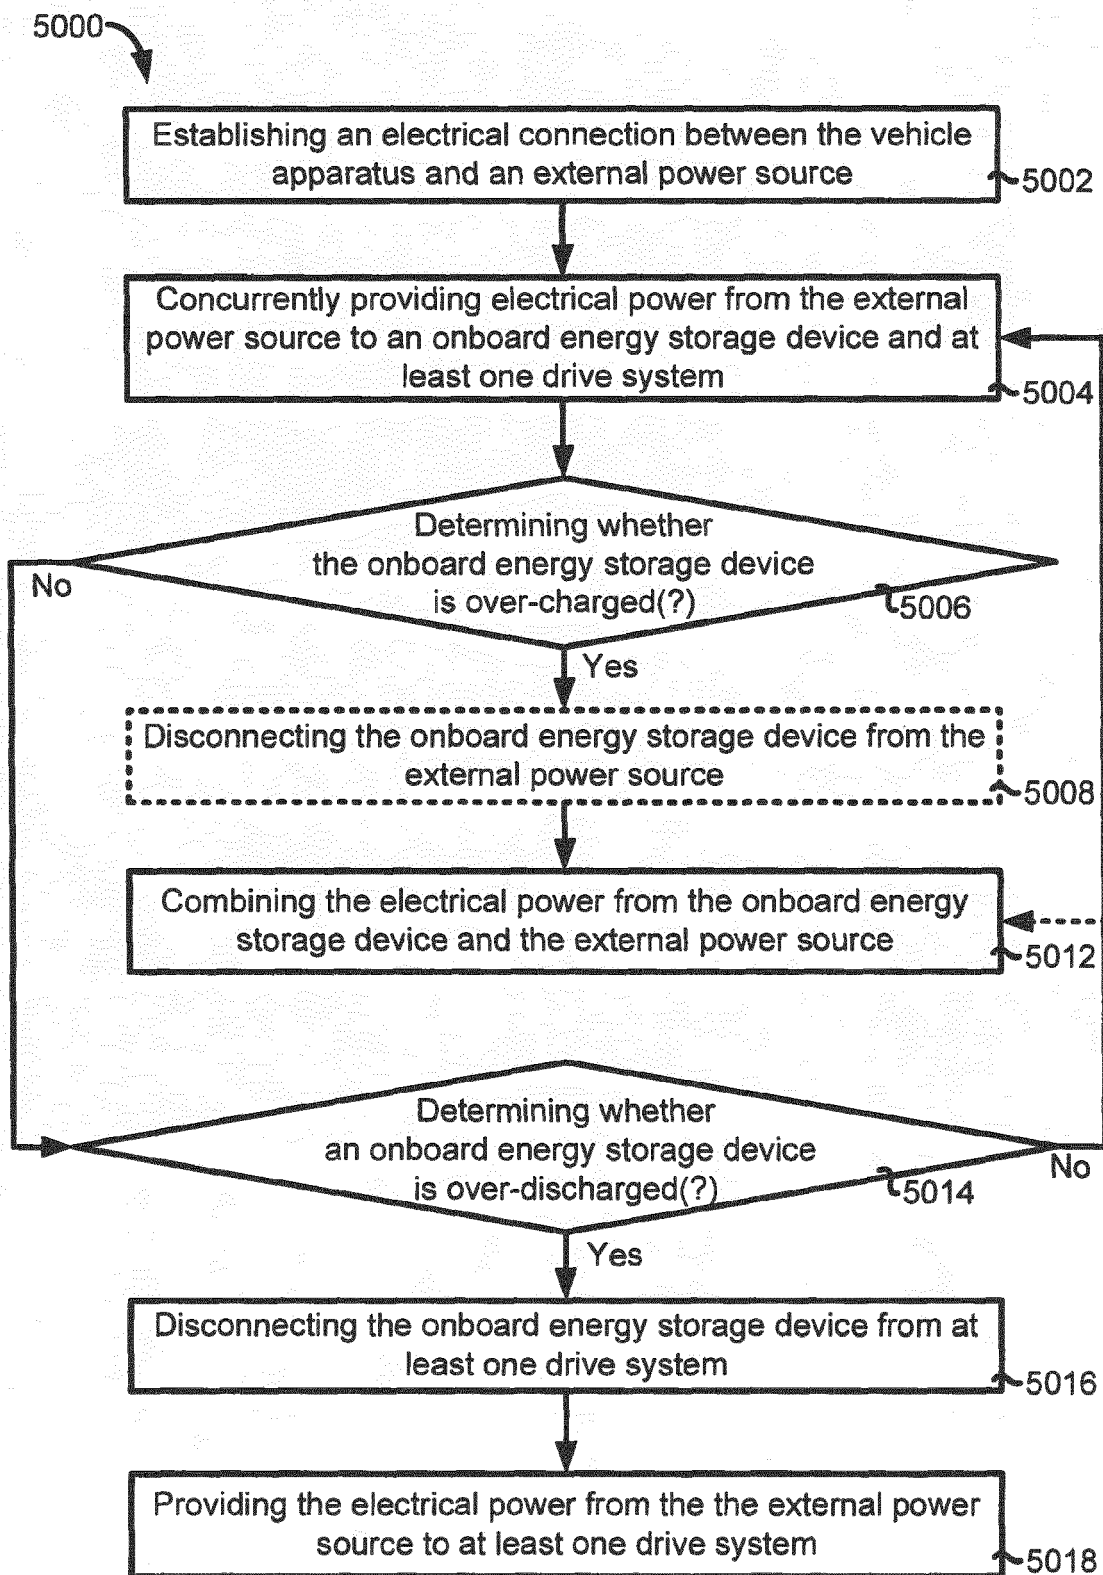 5000
Establishing an electrical connection between the vehicle
apparatus and an external power source
5002
Concurrently providing electrical power from the external
power source to an onboard energy storage device and at
least one drive system
5004
Determining whether
the onboard energy storage device
is over-charged(?)
5006
No
Yes
Disconnecting the onboard energy storage device from the
external power source
5008
Combining the electrical power from the onboard energy
storage device and the external power source
5012
Determining whether
an onboard energy storage device
is over-discharged(?)
5014
No
Yes
Disconnecting the onboard energy storage device from at
least one drive system
5016
Providing the electrical power from the the external power
source to at least one drive system
5018